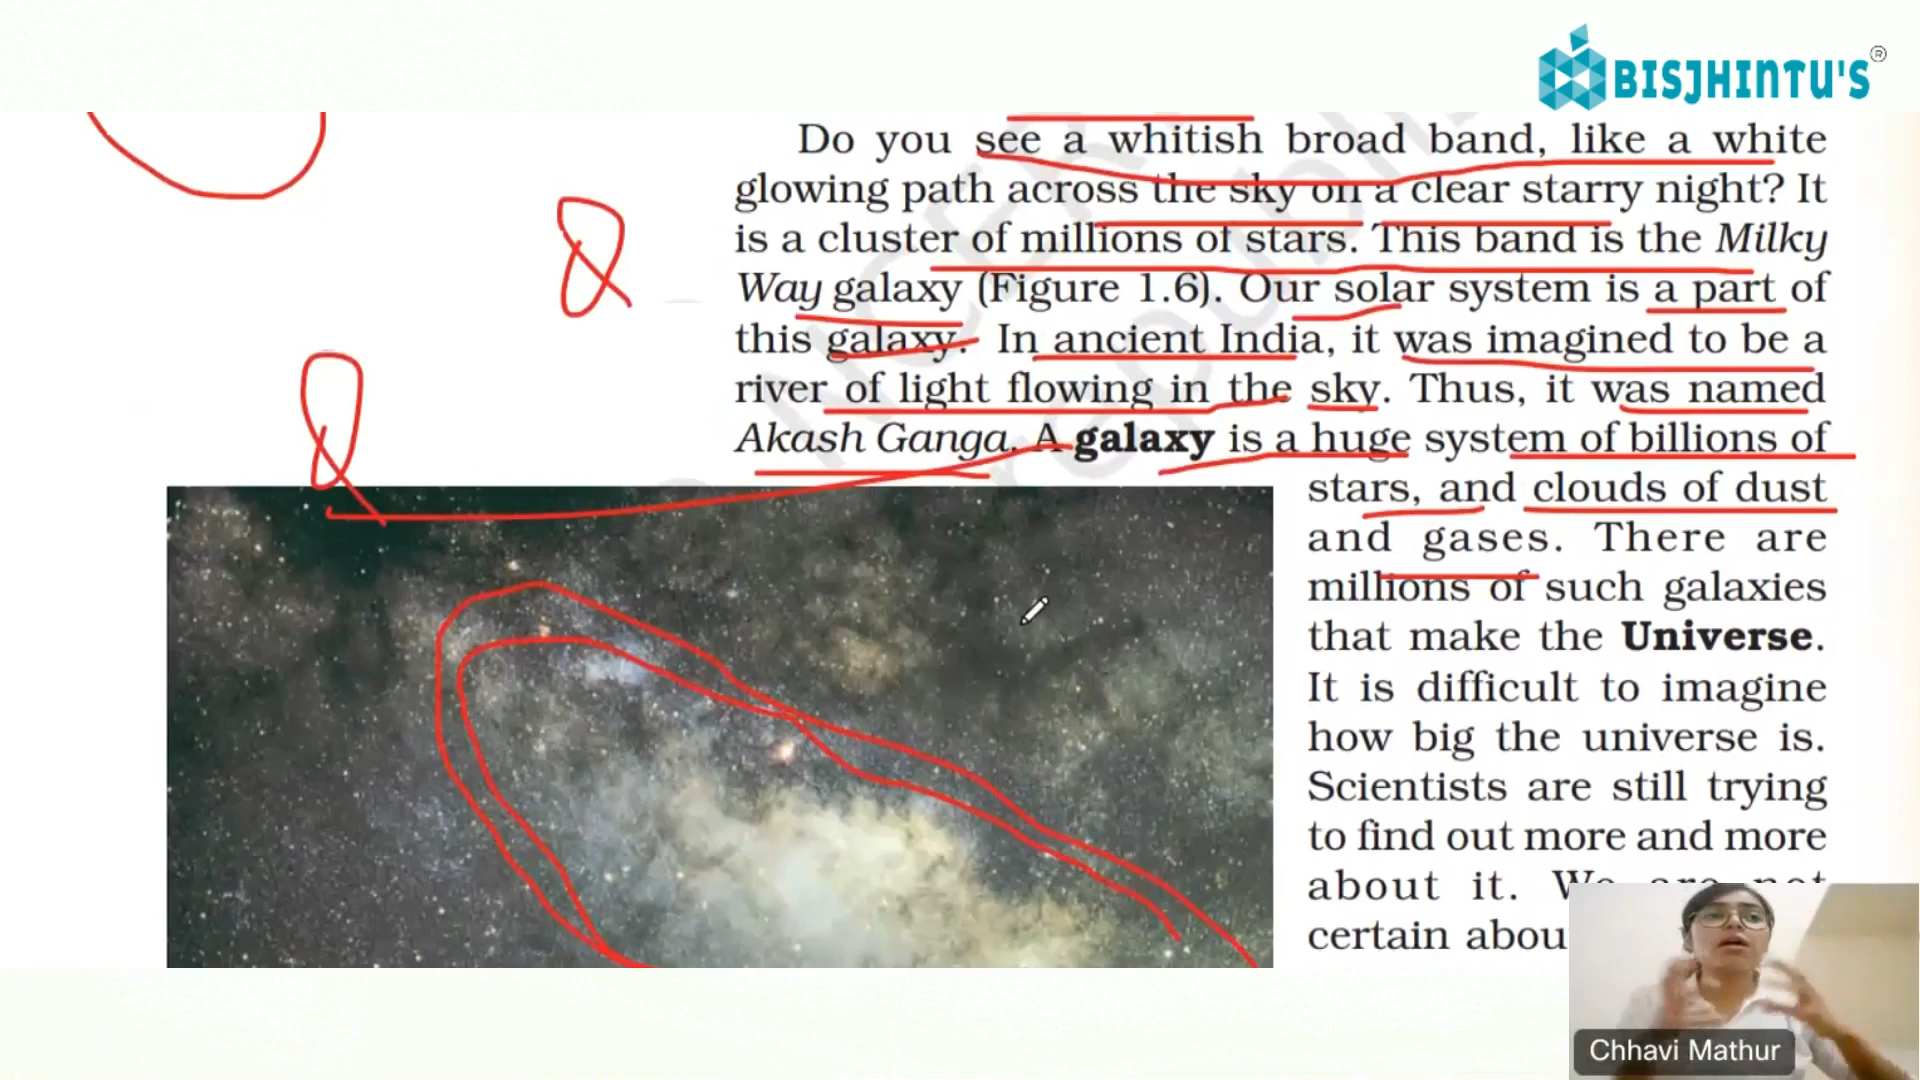 BISJHINTU'S®
Do you see a whitish broad band, like a white
glowing path across the sky on a clear starry night? It
is a cluster of millions of stars. This band is the Milky
Way galaxy (Figure 1.6). Our solar system is a part of
this galaxy. In ancient India, it was imagined to be a
river of light flowing in the sky. Thus, it was named
Akash Ganga. A galaxy is a huge system of billions of
stars, and clouds of dust
and gases. There are
millions of such galaxies
that make the Universe.
It is difficult to imagine
how big the universe is.
Scientists are still trying
to find out more and more
about it. We are not
certain abou
Chhavi Mathur